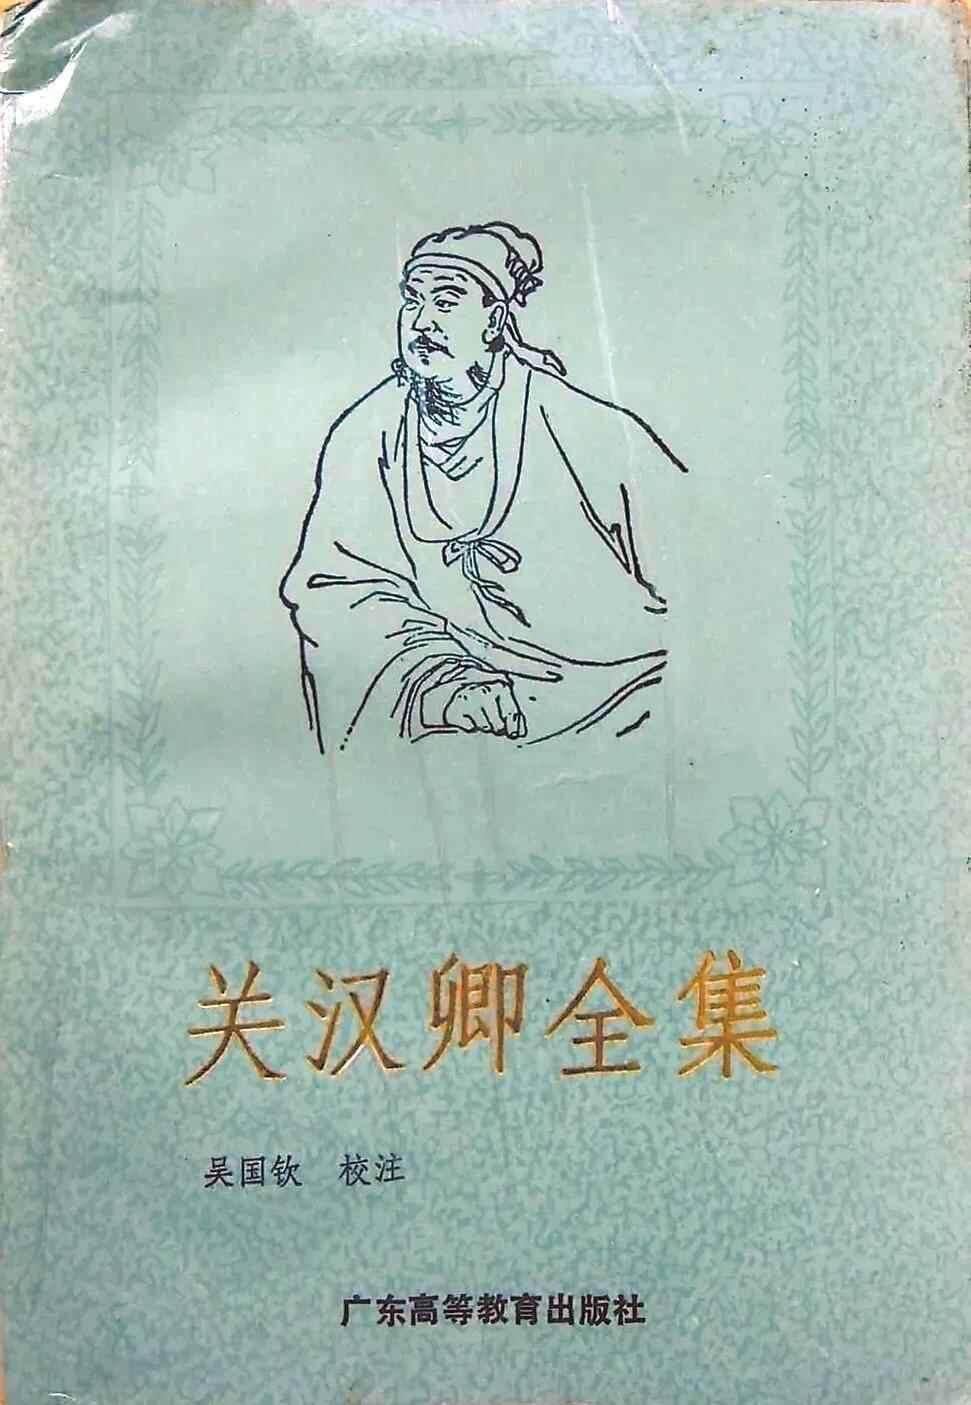 关汉卿全集
吴国钦 校注
广东高等教育出版社